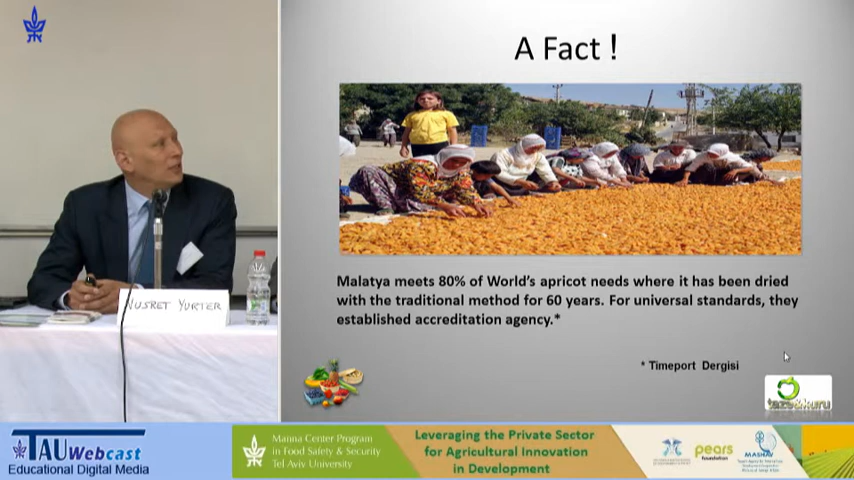 A Fact !
Malatya meets 80% of World's apricot needs where it has been dried
with the traditional method for 60 years. For universal standards, they
established accreditation agency.*
* Timeport Dergisi
NUSRET YURTER
taze&kuru
TAU Webcast
Educational Digital Media
Manna Center Program
in Food Safety & Security
Tel Aviv University
Leveraging the Private Sector
for Agricultural Innovation
in Development
pears
foundation
MASHAV